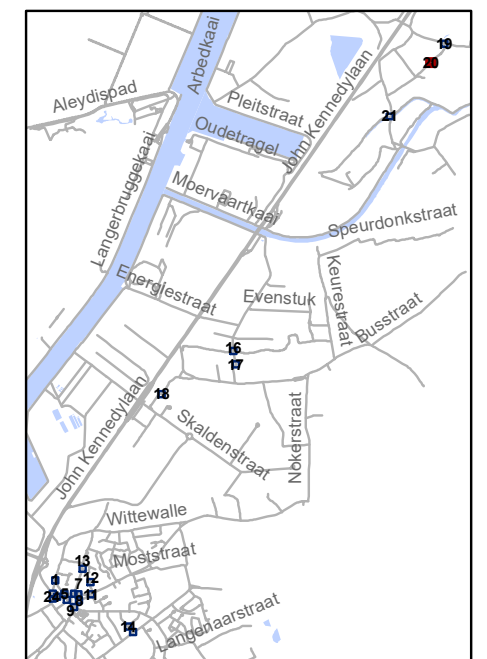 Arbedkaai
19
20
Aleydispad
Pleitstraat
21
Oudetragel
John Kennedylaan
Langerbruggekaai
Moervaartkaai
Speurdonkstraat
Energiestraat
Evenstuk
Keurestraat
Busstraat
16
17
18
John Kennedylaan
Skaldenstraat
Nokerstraat
Wittewalle
Moststraat
13
12
7
11
9
14
Langenaarstraat